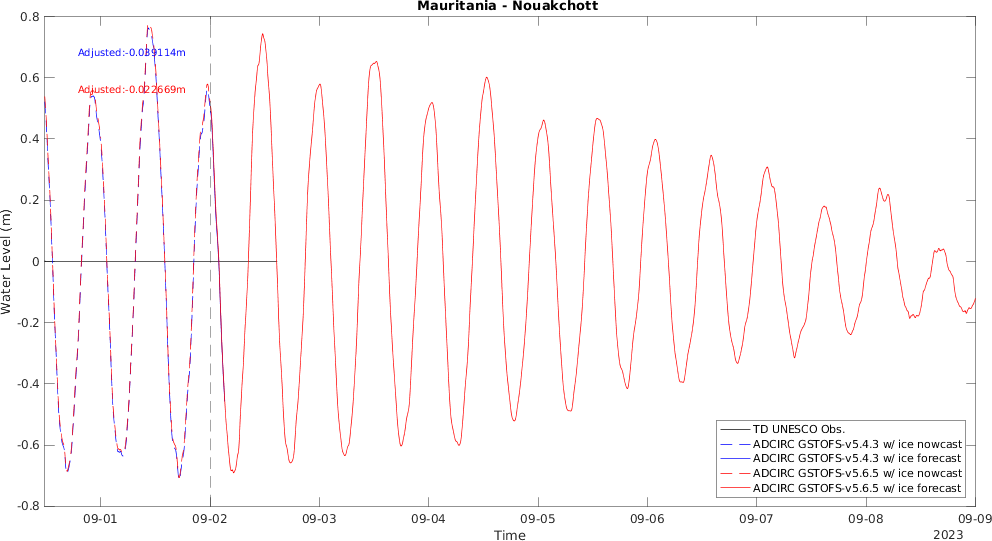 Mauritania - Nouakchott
0.8
0.6
0.4
0.2
0
-0.2
-0.4
-0.6
-0.8
Water Level (m)
Adjusted:-0.039114m
Adjusted:-0.022669m
TD UNESCO Obs.
ADCIRC GSTOFS-v5.4.3 w/ ice nowcast
ADCIRC GSTOFS-v5.4.3 w/ ice forecast
ADCIRC GSTOFS-v5.6.5 w/ ice nowcast
ADCIRC GSTOFS-v5.6.5 w/ ice forecast
09-01 09-02 09-03 09-04 09-05 09-06 09-07 09-08 09-09
Time
2023